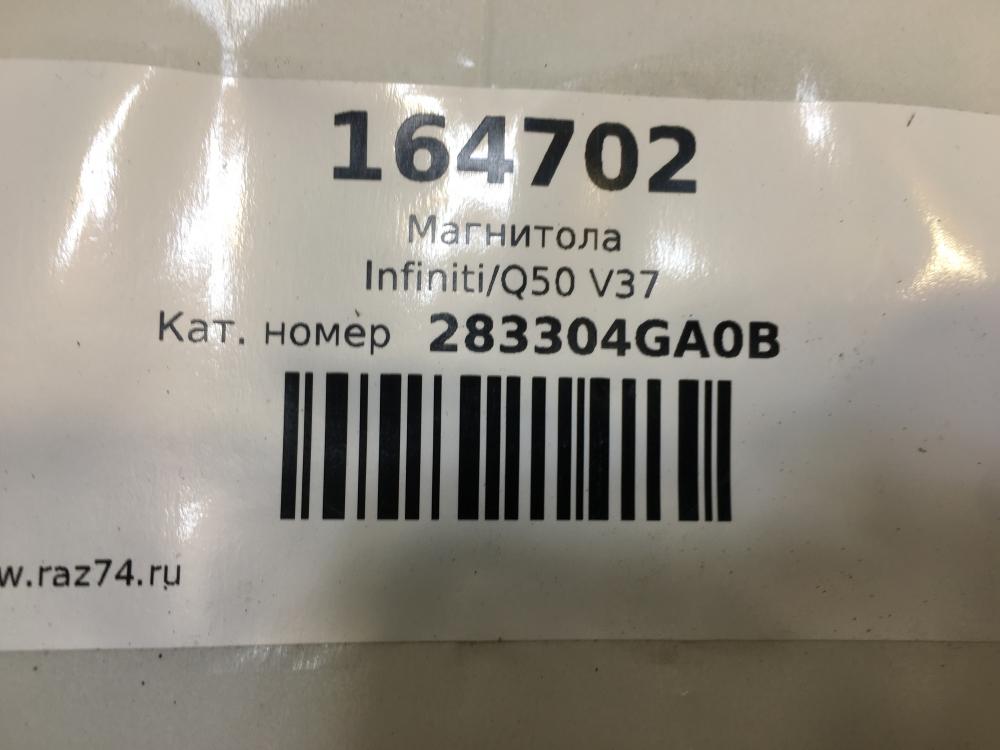 164702
Магнитола
Infiniti/Q50 V37
Кат. номер 283304GA0B
w.raz74.ru